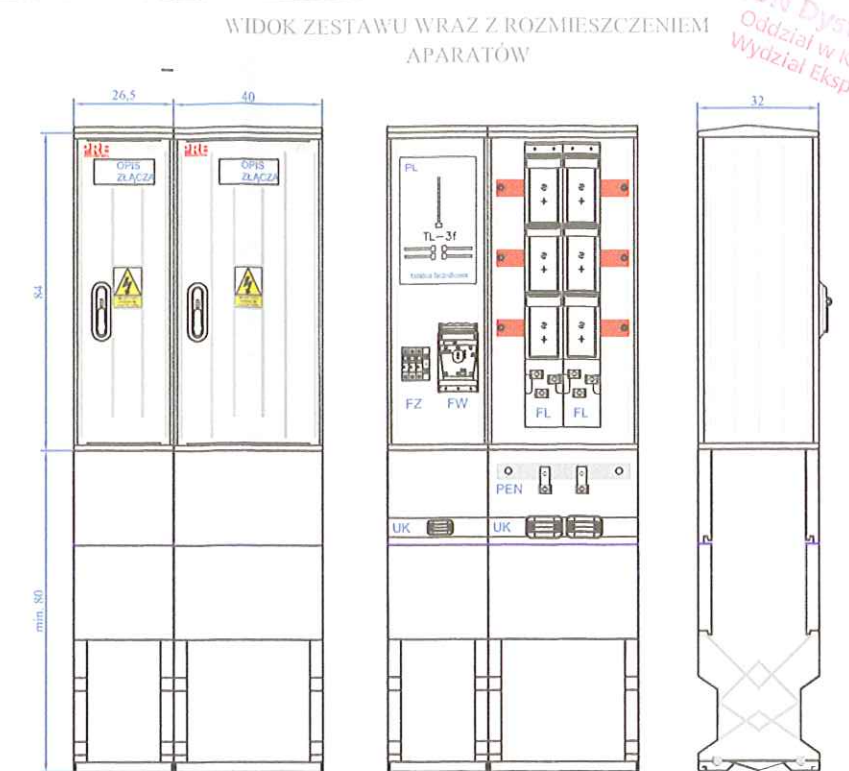 WIDOK ZESTAWU WRAZ Z ROZMIESZCZENIEM
APARATÓW
Oddział w K
Wydział Eksp
26,5
40
32
PRE
OPIS
ZŁĄCZA
PRE
OPIS
ZŁĄCZA
PL
TL-3f
84
FZ
FW
FL
FL
PEN
UK
UK
min. 80